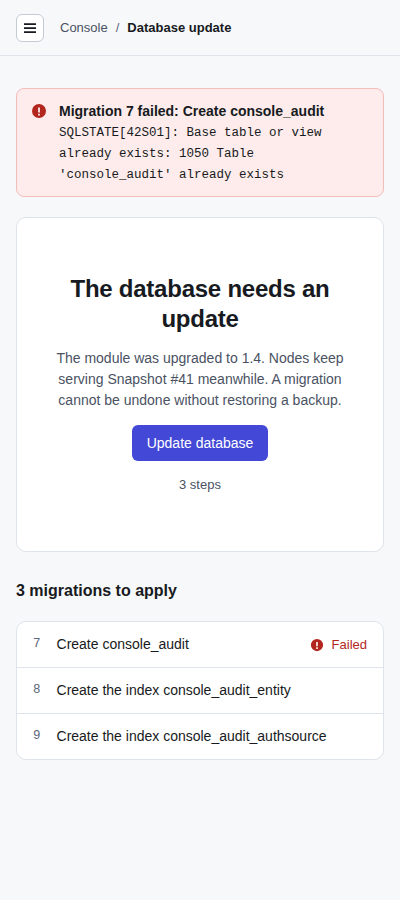 Console / Database update
Migration 7 failed: Create console_audit
SQLSTATE[42S01]: Base table or view
already exists: 1050 Table
'console_audit' already exists
The database needs an
update
The module was upgraded to 1.4. Nodes keep
serving Snapshot #41 meanwhile. A migration
cannot be undone without restoring a backup.
Update database
3 steps
3 migrations to apply
7 Create console_audit Failed
8 Create the index console_audit_entity
9 Create the index console_audit_authsource